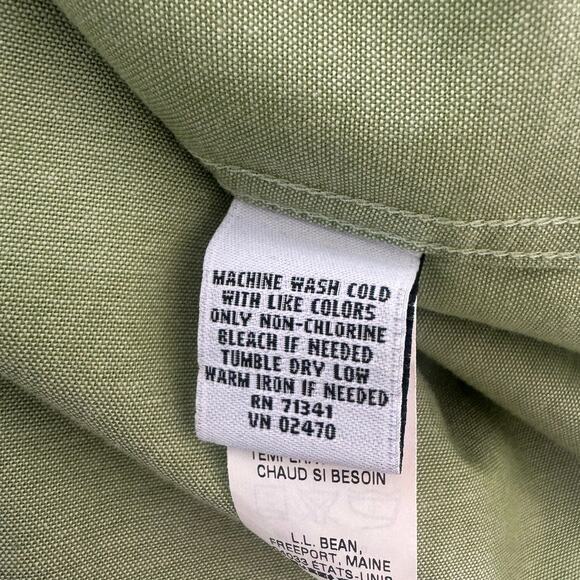 MACHINE WASH COLD
WITH LIKE COLORS
ONLY NON-CHLORINE
BLEACH IF NEEDED
TUMBLE DRY LOW
WARM IRON IF NEEDED
RN 71341
VN 02470
CHAUD SI BESOIN
L.L. BEAN,
FREEPORT, MAINE
ÉTATS-UNIS